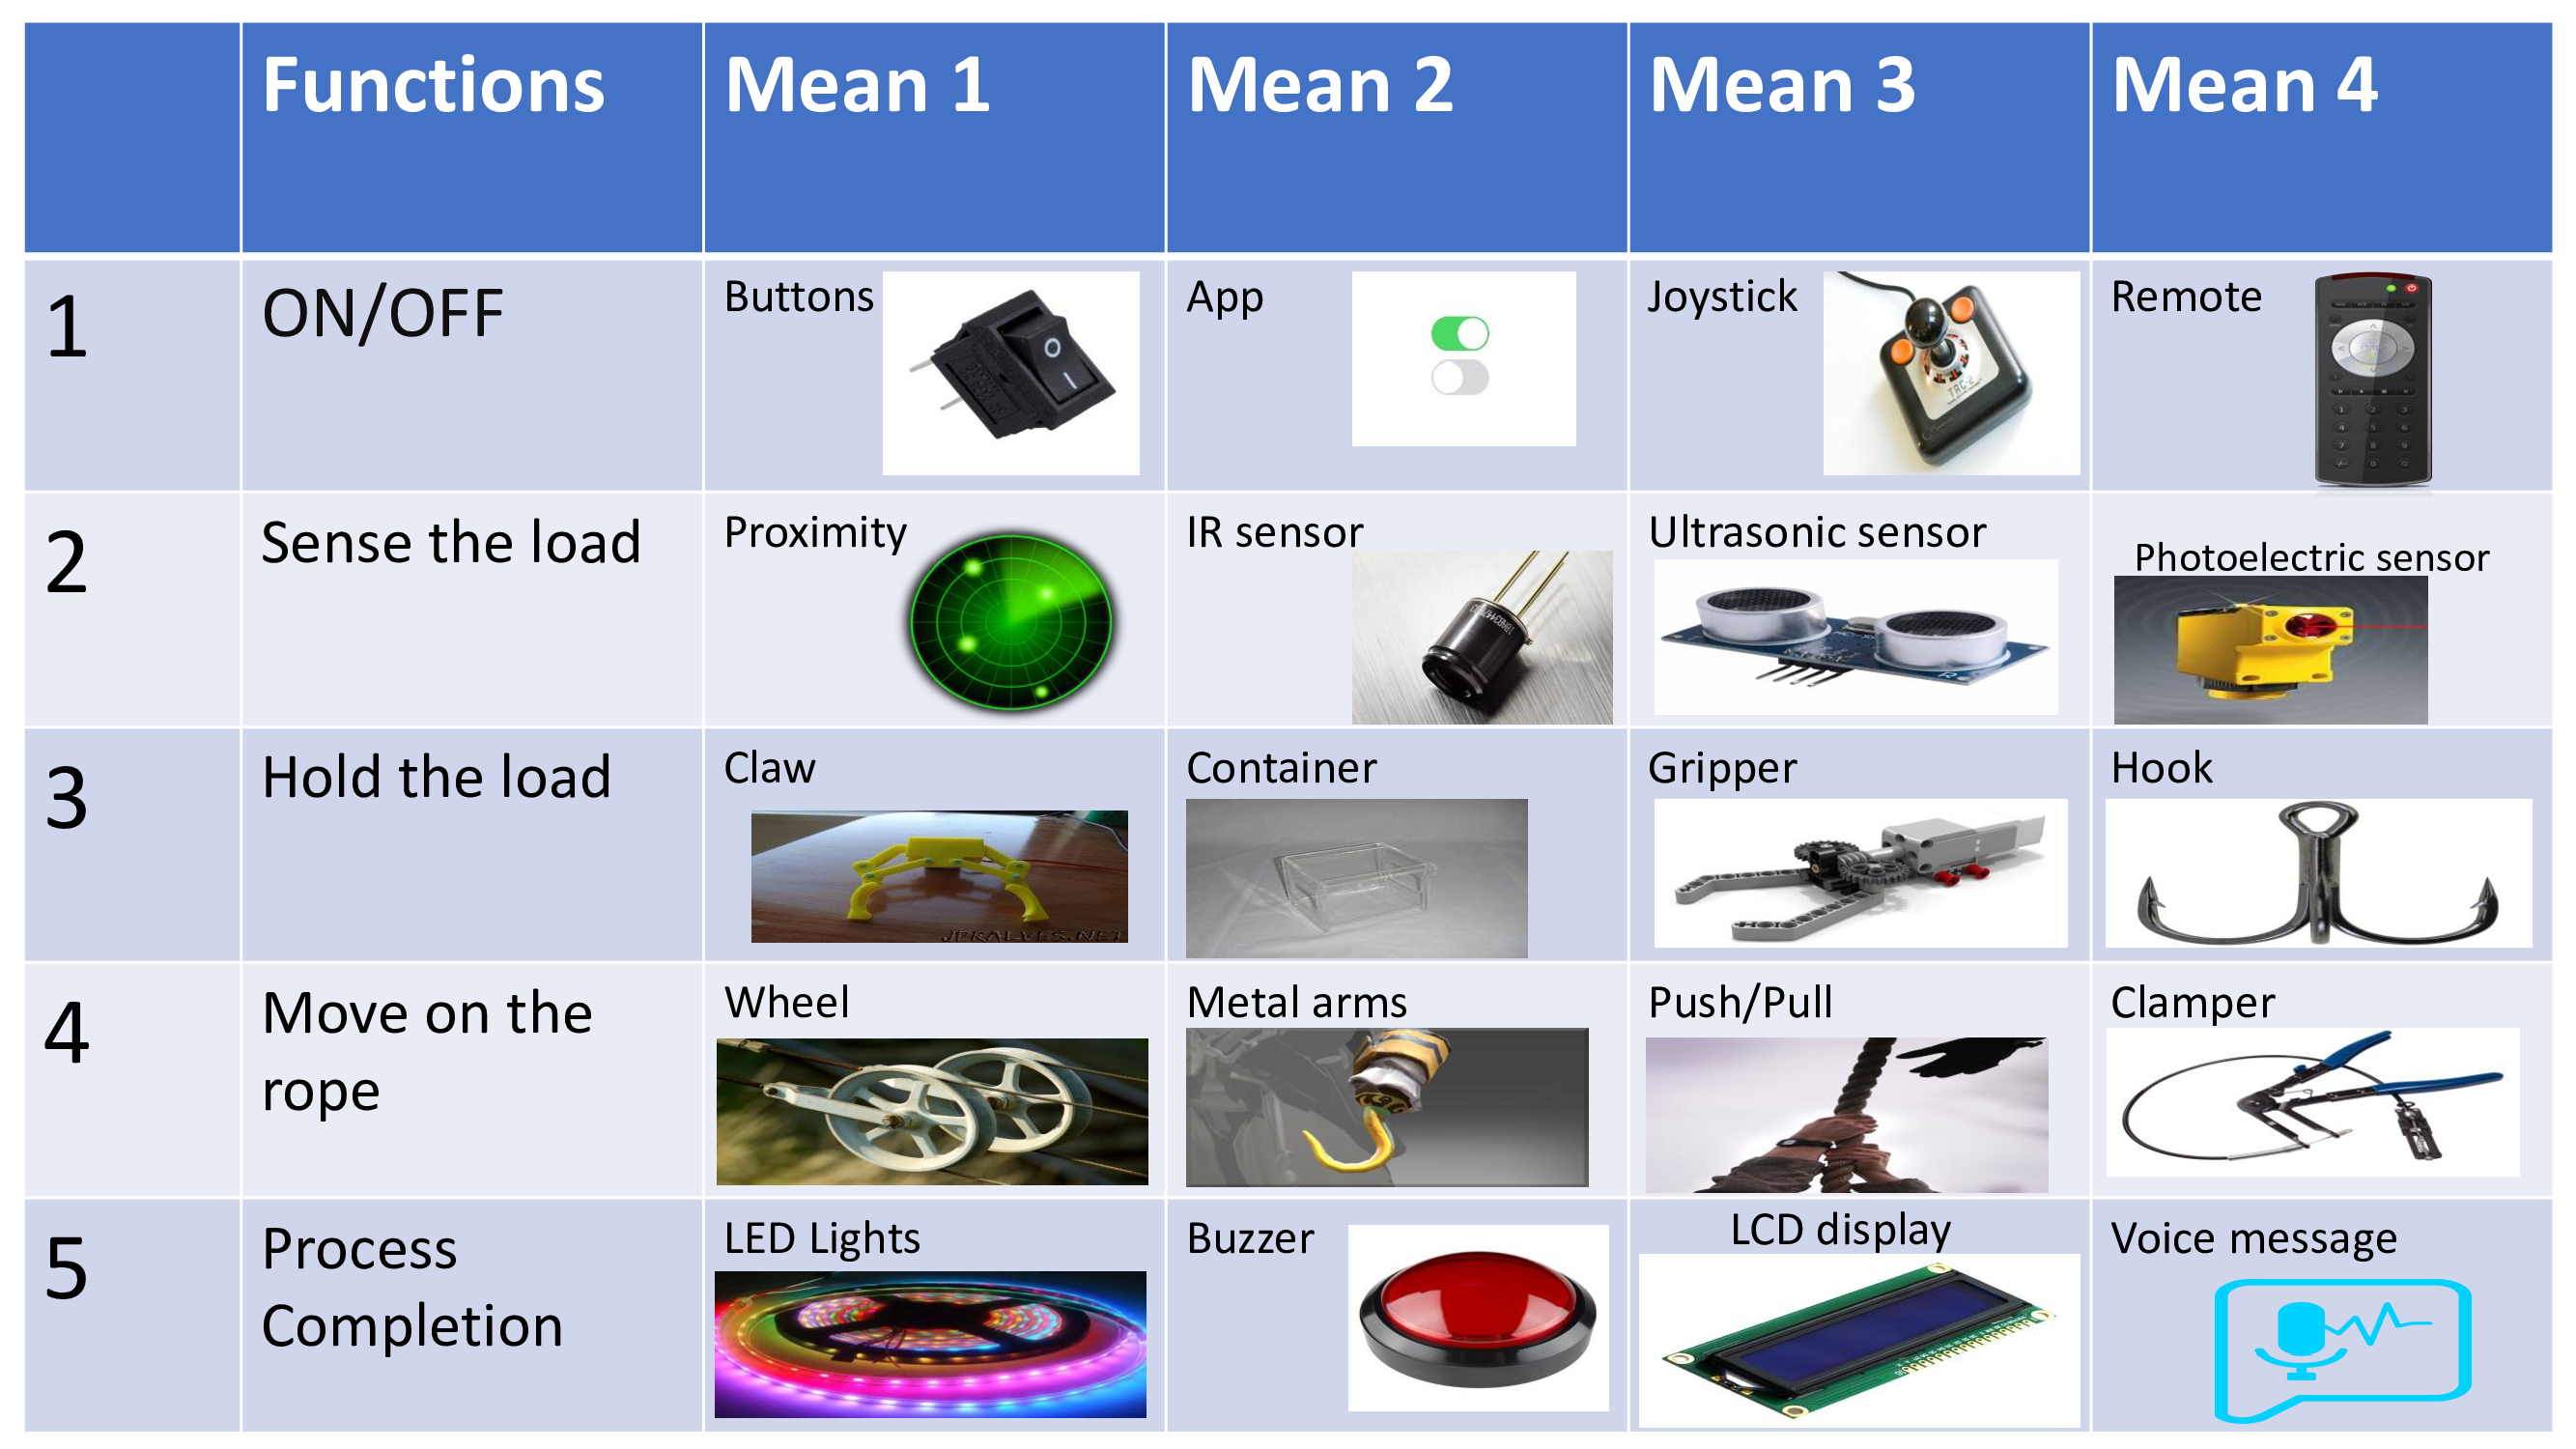 Functions
Mean 1
Mean 2
Mean 3
Mean 4
1
ON/OFF
Buttons
App
Joystick
Remote
2
Sense the load
Proximity
IR sensor
Ultrasonic sensor
Photoelectric sensor
3
Hold the load
Claw
JPRALVES.NET
Container
Gripper
Hook
4
Move on the
rope
Wheel
Metal arms
Push/Pull
Clamper
5
Process
Completion
LED Lights
Buzzer
LCD display
Voice message